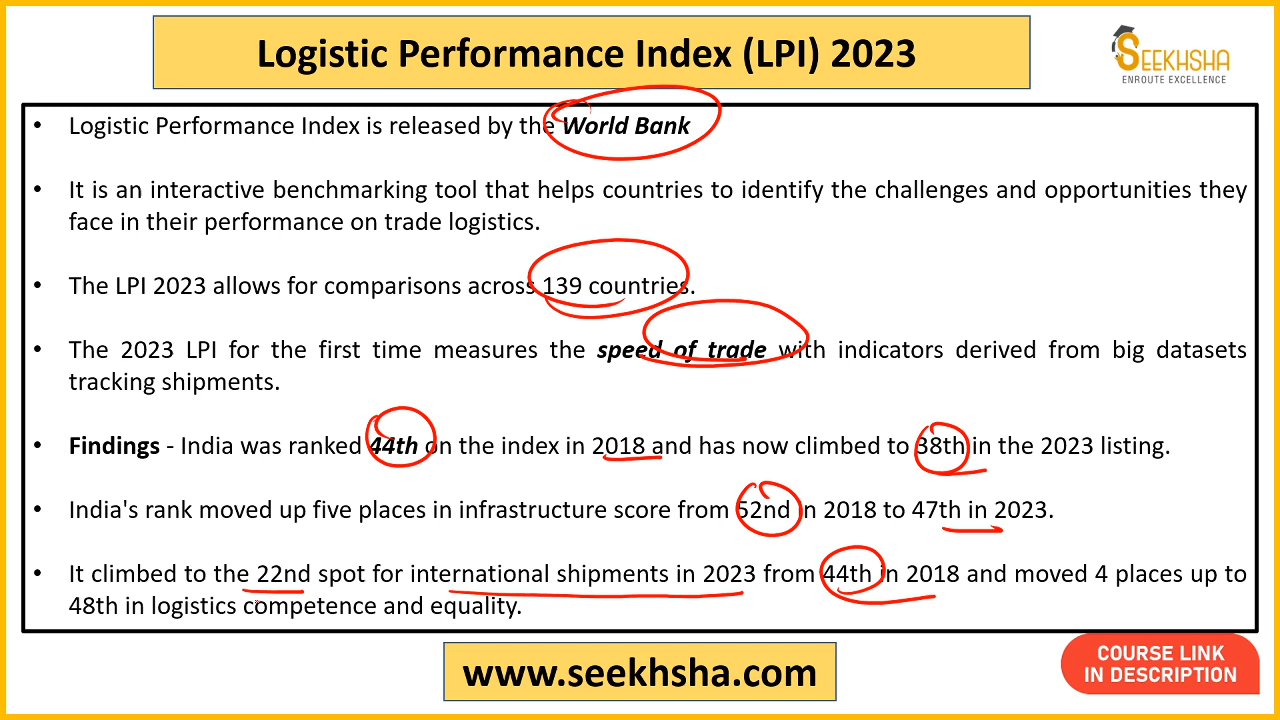 Logistic Performance Index (LPI) 2023
SEEKHSHA
ENROUTE EXCELLENCE
• Logistic Performance Index is released by the World Bank
• It is an interactive benchmarking tool that helps countries to identify the challenges and opportunities they
face in their performance on trade logistics.
• The LPI 2023 allows for comparisons across 139 countries.
• The 2023 LPI for the first time measures the speed of trade with indicators derived from big datasets
tracking shipments.
• Findings - India was ranked 44th on the index in 2018 and has now climbed to 38th in the 2023 listing.
• India's rank moved up five places in infrastructure score from 52nd in 2018 to 47th in 2023.
• It climbed to the 22nd spot for international shipments in 2023 from 44th in 2018 and moved 4 places up to
48th in logistics competence and equality.
www.seekhsha.com
COURSE LINK
IN DESCRIPTION